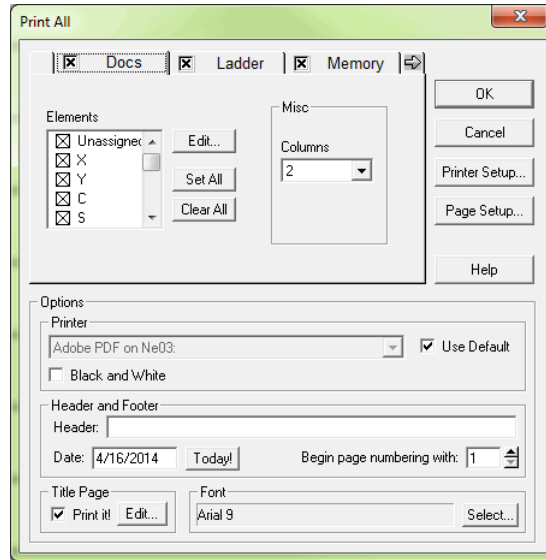 Print All
Docs Ladder Memory
Elements
Unassigned
X
Y
C
S
Edit...
Set All
Clear All
Misc
Columns
2
OK
Cancel
Printer Setup...
Page Setup...
Help
Options
Printer
Adobe PDF on Ne03:
Use Default
Black and White
Header and Footer
Header:
Date: 4/16/2014 Today! Begin page numbering with: 1
Title Page
Print it! Edit...
Font
Arial 9 Select...